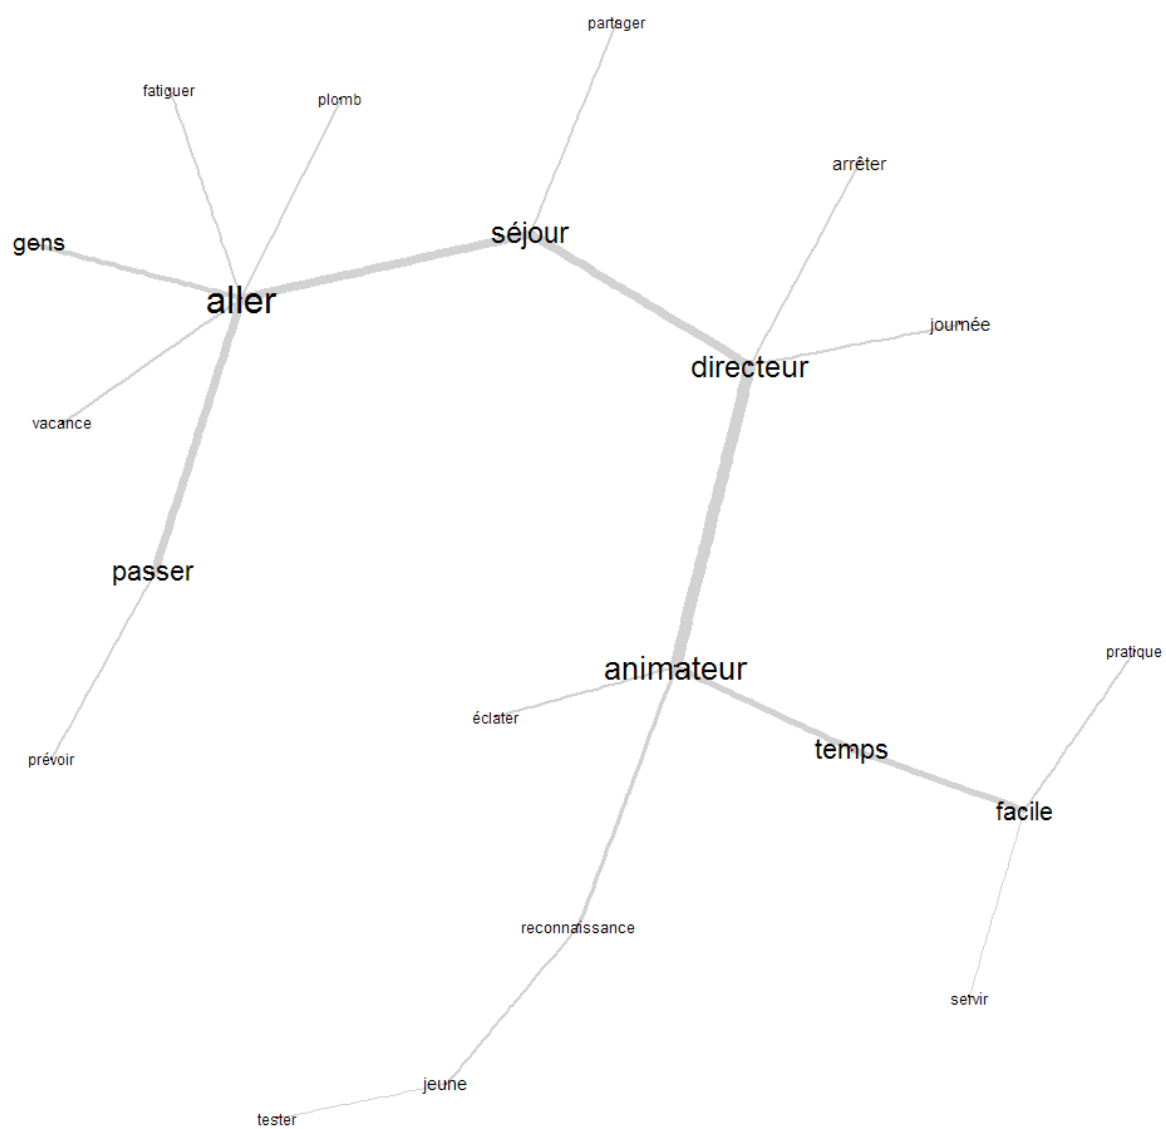 partager
fatiguer
plomb
arrêter
séjour
gens
aller
journée
directeur
vacance
passer
pratique
animateur
éclater
temps
prévoir
facile
reconnaissance
servir
jeune
tester